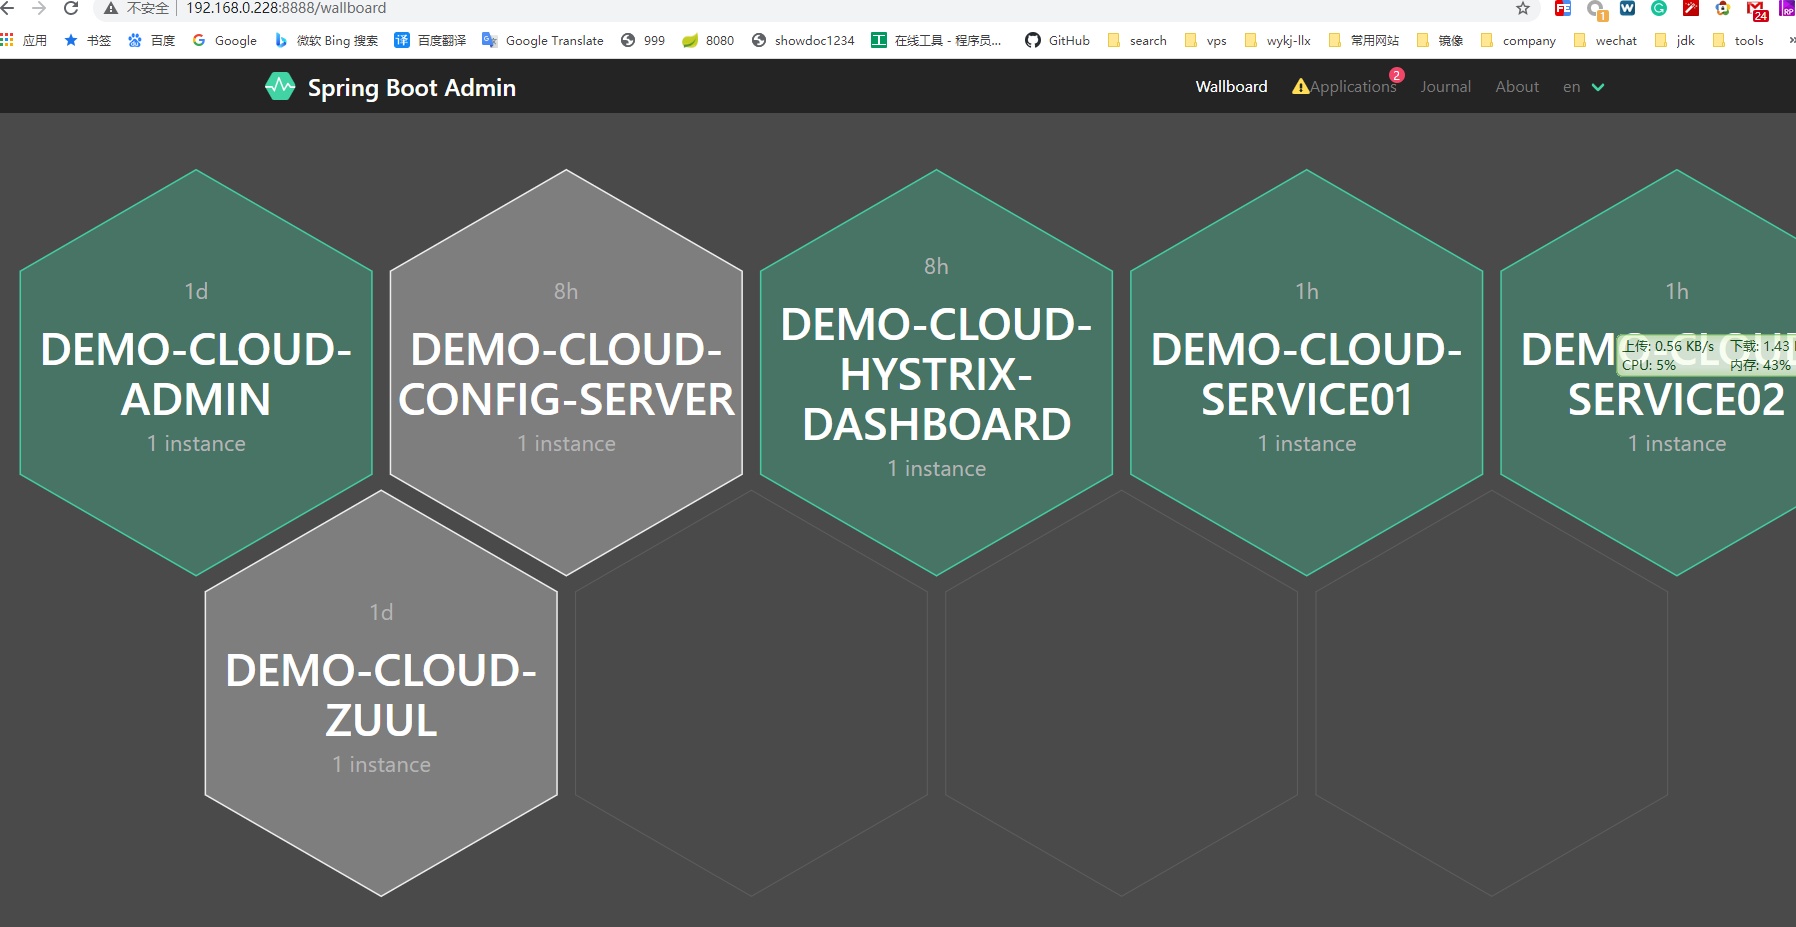 不安全 192.168.0.228:8888/wallboard
1
24
RP
应用 书签 百度 Google 微软 Bing 搜索 百度翻译 Google Translate 999 8080 showdoc1234 在线工具 - 程序员... GitHub search vps wykj-llx 常用网站 镜像 company wechat jdk tools »
Spring Boot Admin
Wallboard Applications 2 Journal About en
1d
DEMO-CLOUD-
ADMIN
1 instance
8h
DEMO-CLOUD-
CONFIG-SERVER
1 instance
8h
DEMO-CLOUD-
HYSTRIX-
DASHBOARD
1 instance
1h
DEMO-CLOUD-
SERVICE01
1 instance
1h
DEMO-CLOUD-
SERVICE02
1 instance
上传: 0.56 KB/s 下载: 1.43
CPU: 5% 内存: 43%
1d
DEMO-CLOUD-
ZUUL
1 instance